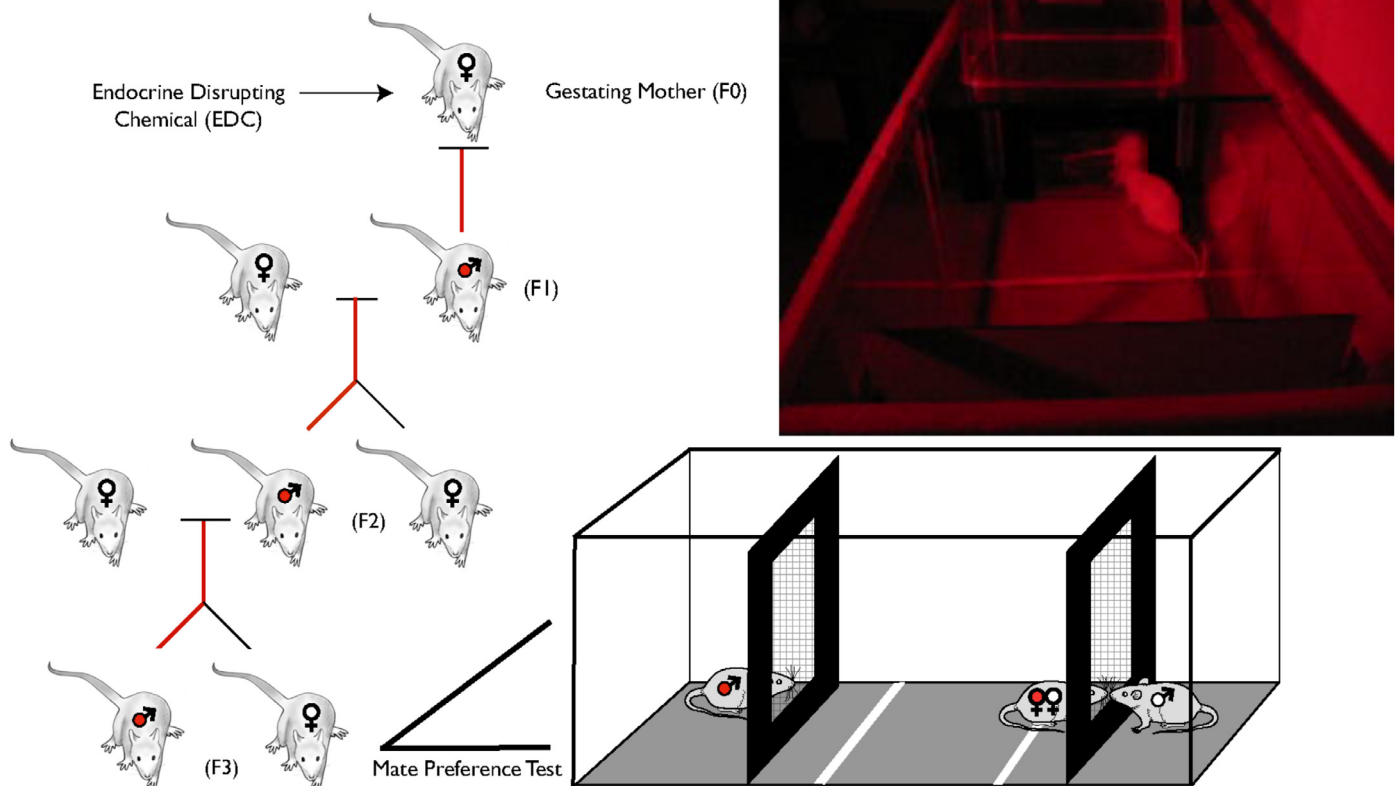 Endocrine Disrupting
Chemical (EDC)
Gestating Mother (F0)
(F1)
(F2)
(F3)
Mate Preference Test